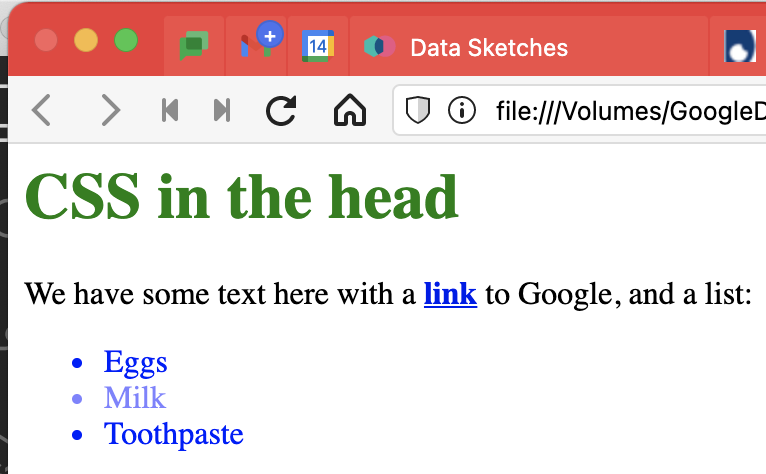 14 Data Sketches
file:///Volumes/GoogleD
CSS in the head
We have some text here with a link to Google, and a list:
Eggs
Milk
Toothpaste